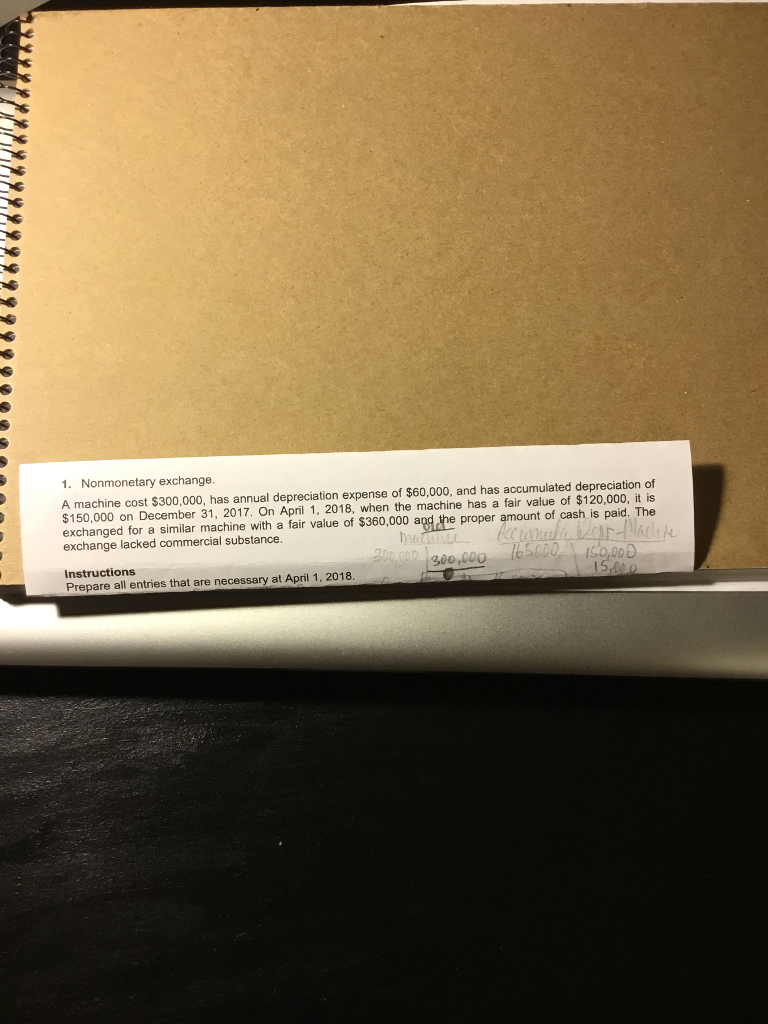 1. Nonmonetary exchange.
A machine cost $300,000, has annual depreciation expense of $60,000, and has accumulated depreciation of
$150,000 on December 31, 2017. On April 1, 2018, when the machine has a fair value of $120,000, it is
exchanged for a similar machine with a fair value of $360,000 and the proper amount of cash is paid. The
exchange lacked commercial substance.
old
Machine
300,000 300,000 165000 150,000
15,000
Instructions
Prepare all entries that are necessary at April 1, 2018.